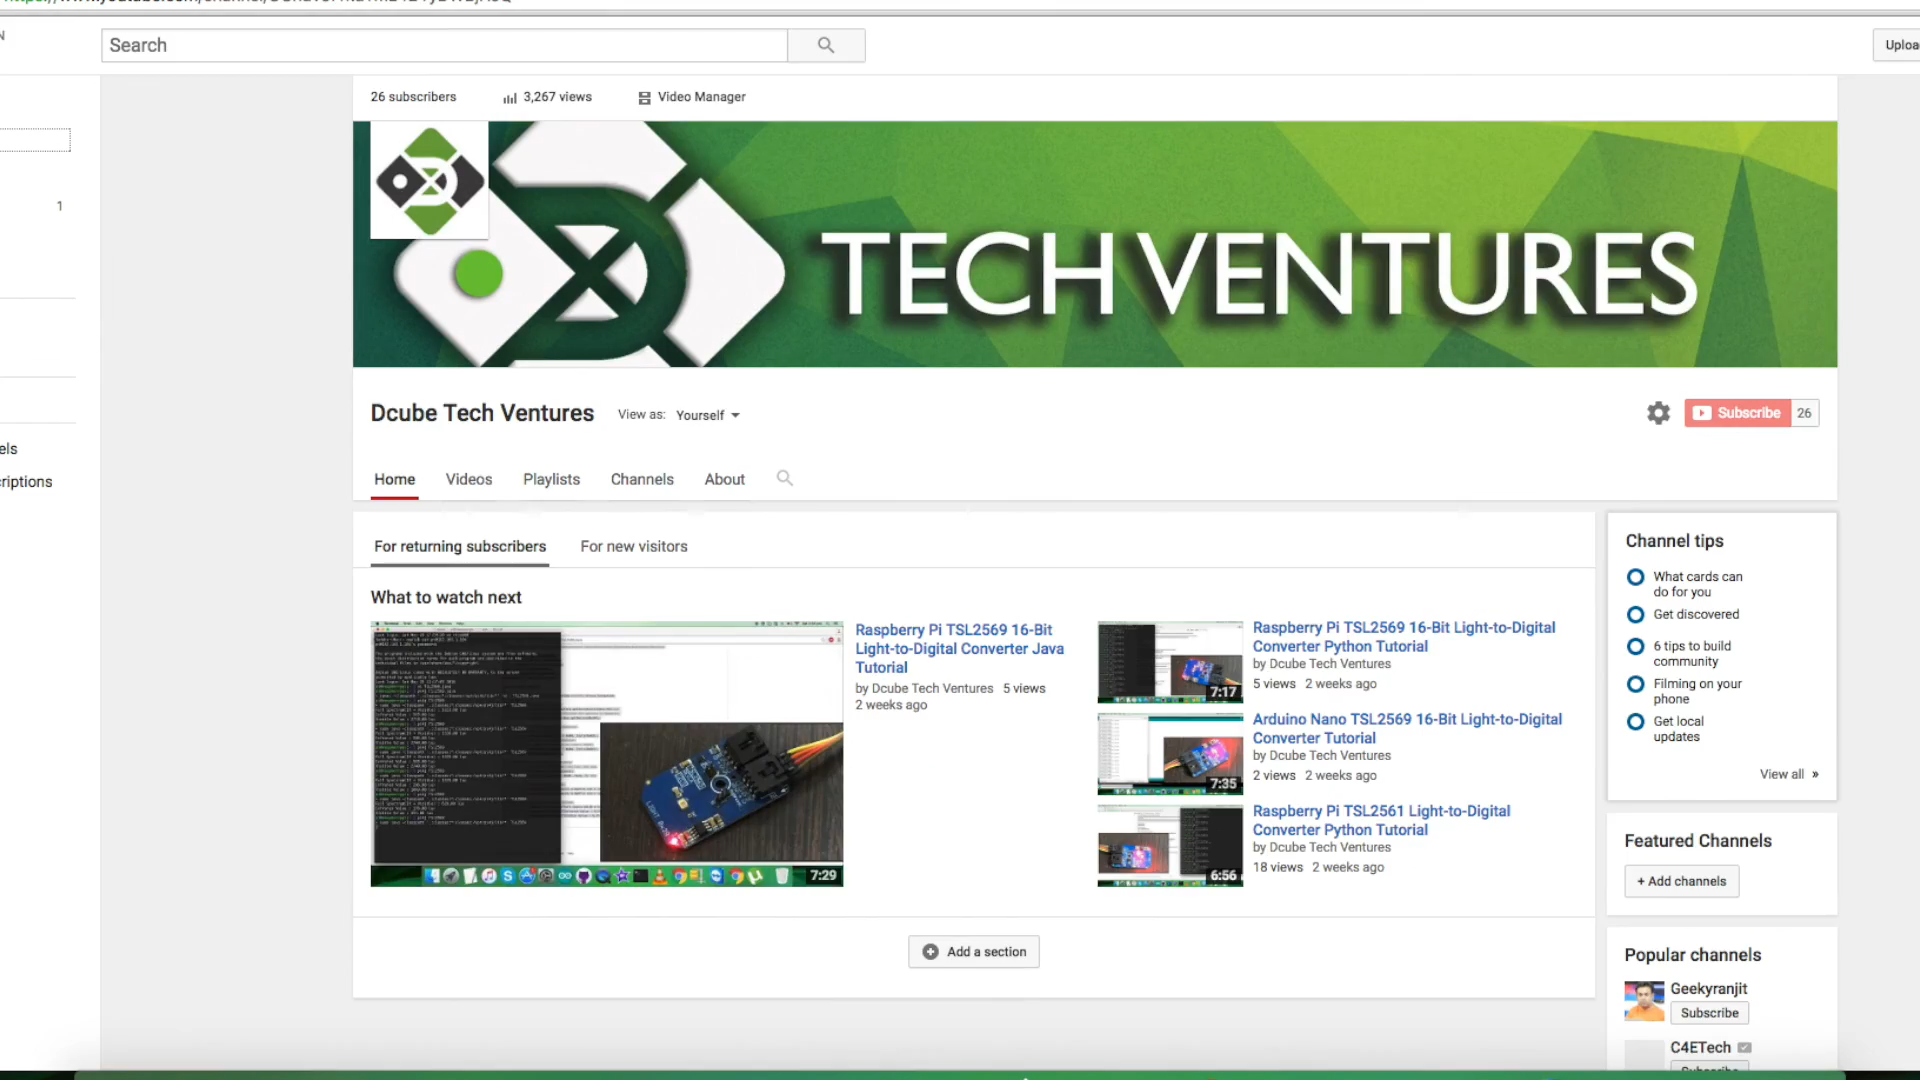 Search
26 subscribers 3,267 views Video Manager
1
TECH VENTURES
Dcube Tech Ventures View as: Yourself
Subscribe 26
Home Videos Playlists Channels About
For returning subscribers For new visitors
What to watch next
Raspberry Pi TSL2569 16-Bit
Light-to-Digital Converter Java
Tutorial
by Dcube Tech Ventures 5 views
2 weeks ago
7:29
Raspberry Pi TSL2569 16-Bit Light-to-Digital
Converter Python Tutorial
by Dcube Tech Ventures
5 views 2 weeks ago
7:17
Arduino Nano TSL2569 16-Bit Light-to-Digital
Converter Tutorial
by Dcube Tech Ventures
2 views 2 weeks ago
7:35
Raspberry Pi TSL2561 Light-to-Digital
Converter Python Tutorial
by Dcube Tech Ventures
18 views 2 weeks ago
6:56
Add a section
Channel tips
What cards can
do for you
Get discovered
6 tips to build
community
Filming on your
phone
Get local
updates
View all »
Featured Channels
+ Add channels
Popular channels
Geekyranjit
Subscribe
C4ETech
Subscribe